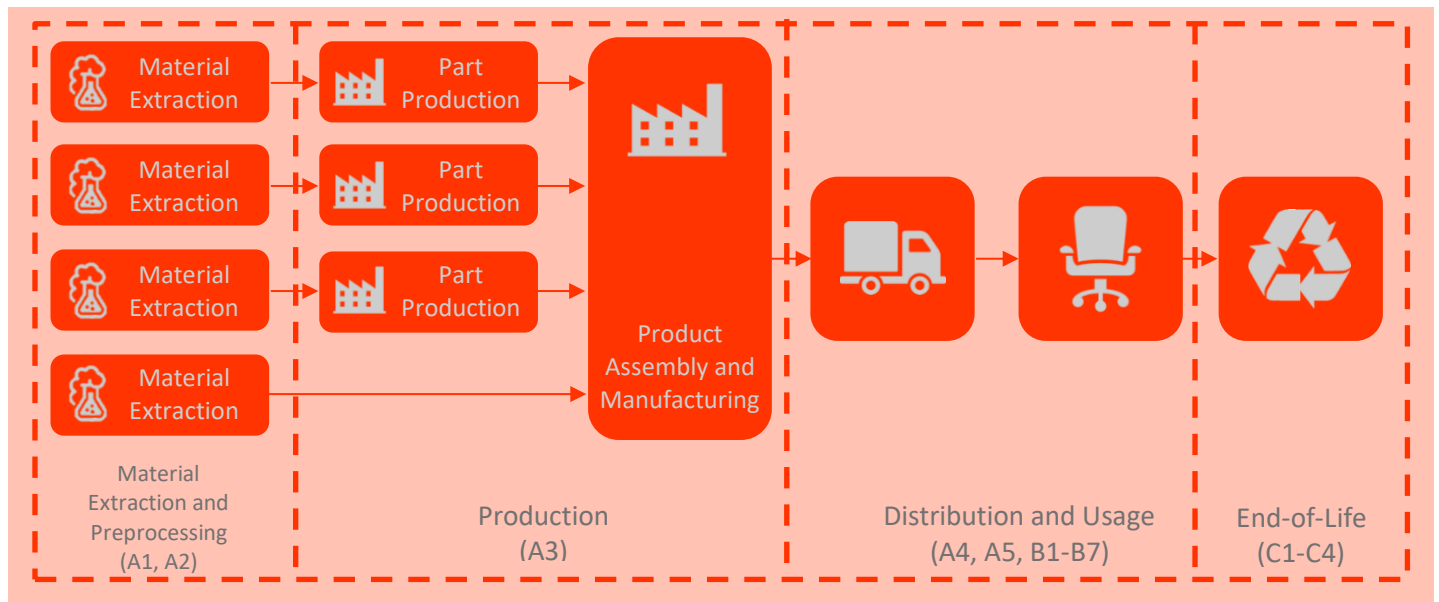 Material
Extraction
Part
Production
Material
Extraction
Part
Production
Material
Extraction
Part
Production
Material
Extraction
Product
Assembly and
Manufacturing
Material
Extraction and
Preprocessing
(A1, A2)
Production
(A3)
Distribution and Usage
(A4, A5, B1-B7)
End-of-Life
(C1-C4)